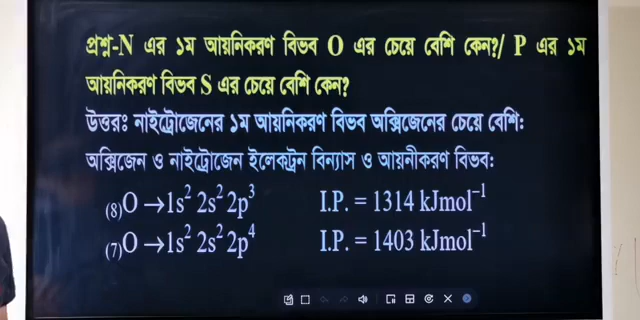 প্রশ্ন-N এর ১ম আয়নিকরণ বিভব O এর চেয়ে বেশি কেন?/ P এর ১ম
আয়নিকরণ বিভব S এর চেয়ে বেশি কেন?
উত্তরঃ নাইট্রোজেনের ১ম আয়নিকরণ বিভব অক্সিজেনের চেয়ে বেশি:
অক্সিজেন ও নাইট্রোজেন ইলেকট্রন বিন্যাস ও আয়নীকরণ বিভব:
₍₈₎O →1s² 2s² 2p³ I.P. = 1314 kJmol⁻¹
₍₇₎O →1s² 2s² 2p⁴ I.P. = 1403 kJmol⁻¹